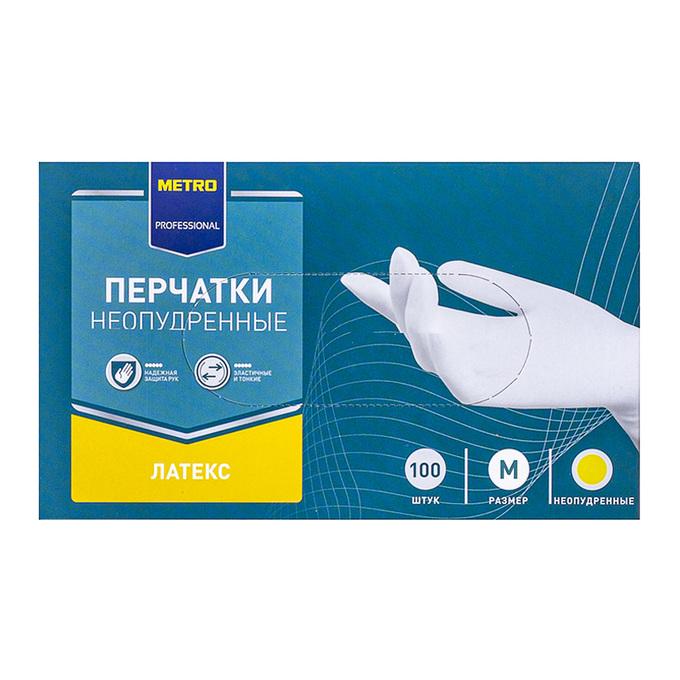 METRO
PROFESSIONAL
ПЕРЧАТКИ
НЕОПУДРЕННЫЕ
НАДЕЖНАЯ
ЗАЩИТА РУК
ЭЛАСТИЧНЫЕ
И ТОНКИЕ
ЛАТЕКС
100
ШТУК
M
РАЗМЕР
НЕОПУДРЕННЫЕ